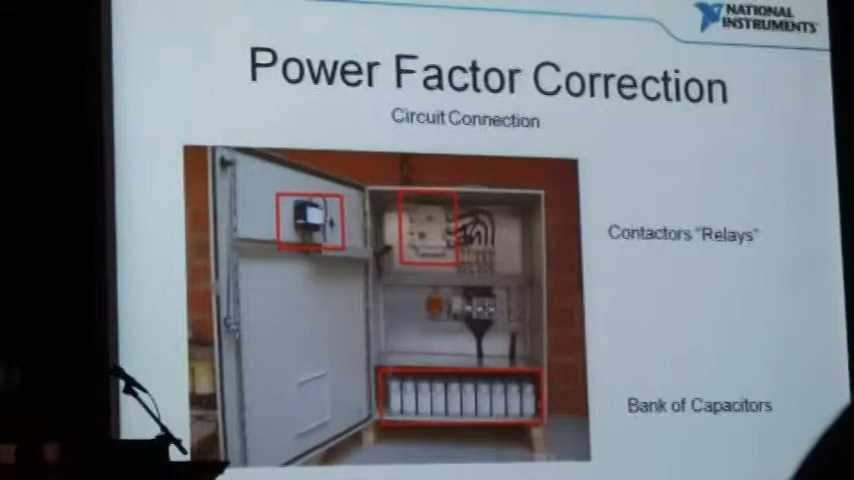 NATIONAL
INSTRUMENTS
Power Factor Correction
Circuit Connection
Contactors "Relays"
Bank of Capacitors